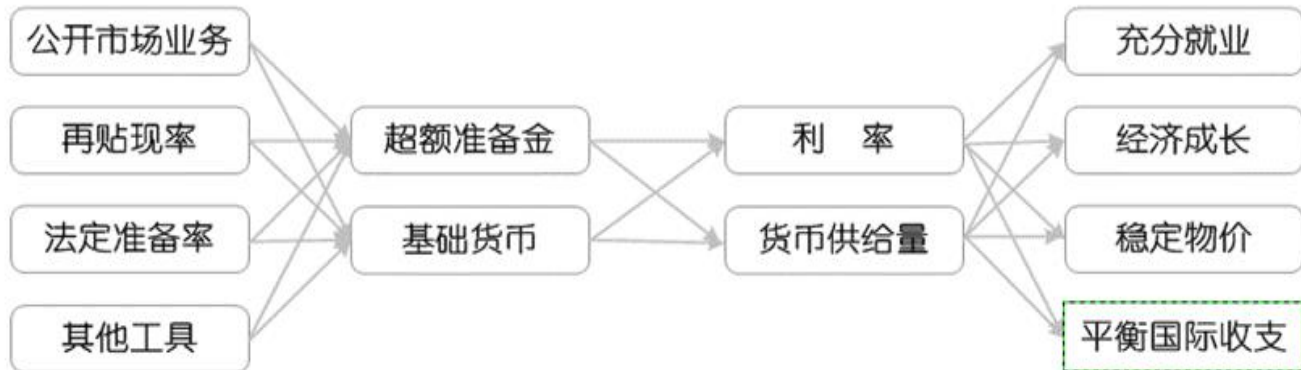 公开市场业务
再贴现率
法定准备率
其他工具
超额准备金
基础货币
利 率
货币供给量
充分就业
经济成长
稳定物价
平衡国际收支